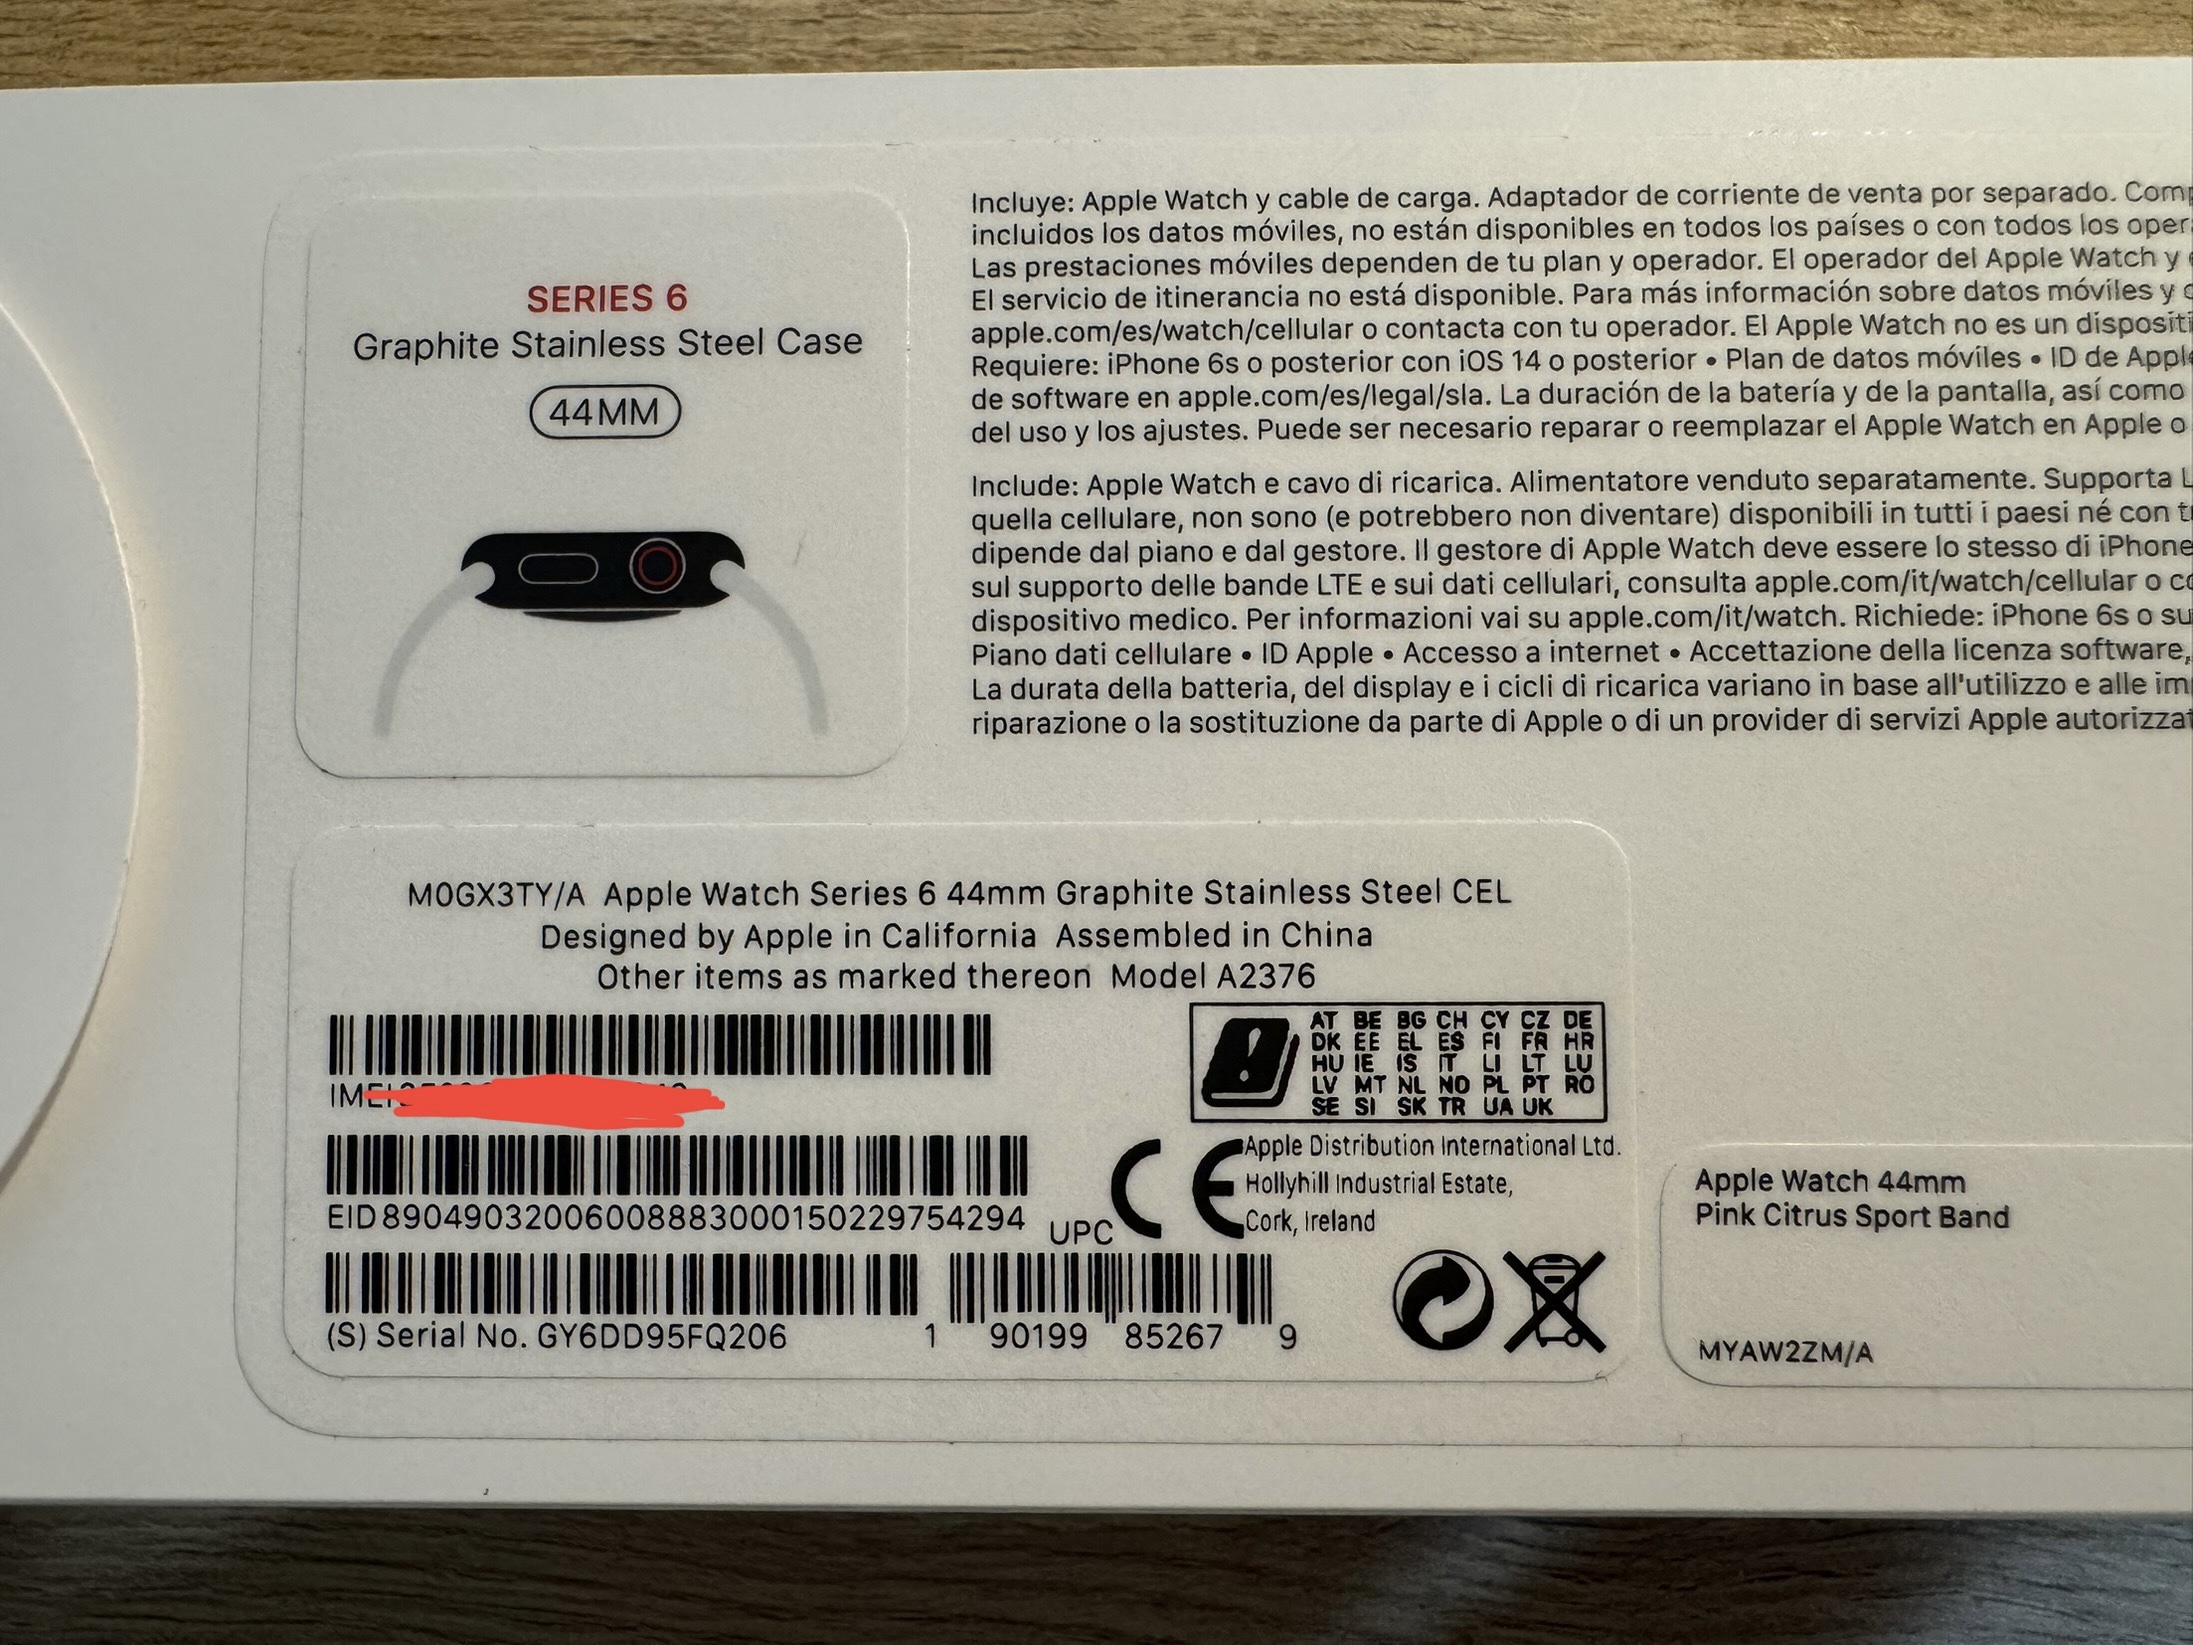 SERIES 6
Graphite Stainless Steel Case
44MM
Incluye: Apple Watch y cable de carga. Adaptador de corriente de venta por separado.
incluidos los datos móviles, no están disponibles en todos los países o con todos los
Las prestaciones móviles dependen de tu plan y operador. El operador del Apple Watch y
El servicio de itinerancia no está disponible. Para más información sobre datos móviles y
apple.com/es/watch/cellular o contacta con tu operador. El Apple Watch no es un
Requiere: iPhone 6s o posterior con iOS 14 o posterior • Plan de datos móviles • ID de
de software en apple.com/es/legal/sla. La duración de la batería y de la pantalla, así como
del uso y los ajustes. Puede ser necesario reparar o reemplazar el Apple Watch en Apple o
Include: Apple Watch e cavo di ricarica. Alimentatore venduto separatamente. Supporta
quella cellulare, non sono (e potrebbero non diventare) disponibili in tutti i paesi né con
dipende dal piano e dal gestore. Il gestore di Apple Watch deve essere lo stesso di iPhone
sul supporto delle bande LTE e sui dati cellulari, consulta apple.com/it/watch/cellular o
dispositivo medico. Per informazioni vai su apple.com/it/watch. Richiede: iPhone 6s o
Piano dati cellulare • ID Apple • Accesso a internet • Accettazione della licenza software,
La durata della batteria, del display e i cicli di ricarica variano in base all'utilizzo e alle
riparazione o la sostituzione da parte di Apple o di un provider di servizi Apple
M0GX3TY/A Apple Watch Series 6 44mm Graphite Stainless Steel CEL
Designed by Apple in California Assembled in China
Other items as marked thereon Model A2376
AT BE BG CH CY CZ DE
DK EE EL ES FI FR HR
HU IE IS IT LI LT LU
LV MT NL NO PL PT RO
SE SI SK TR UA UK
EID 89049032006008883000150229754294
UPC
CE
Apple Distribution International Ltd.
Hollyhill Industrial Estate,
Cork, Ireland
(S) Serial No. GY6DD95FQ206
1 90199 85267 9
Apple Watch 44mm
Pink Citrus Sport Band
MYAW2ZM/A